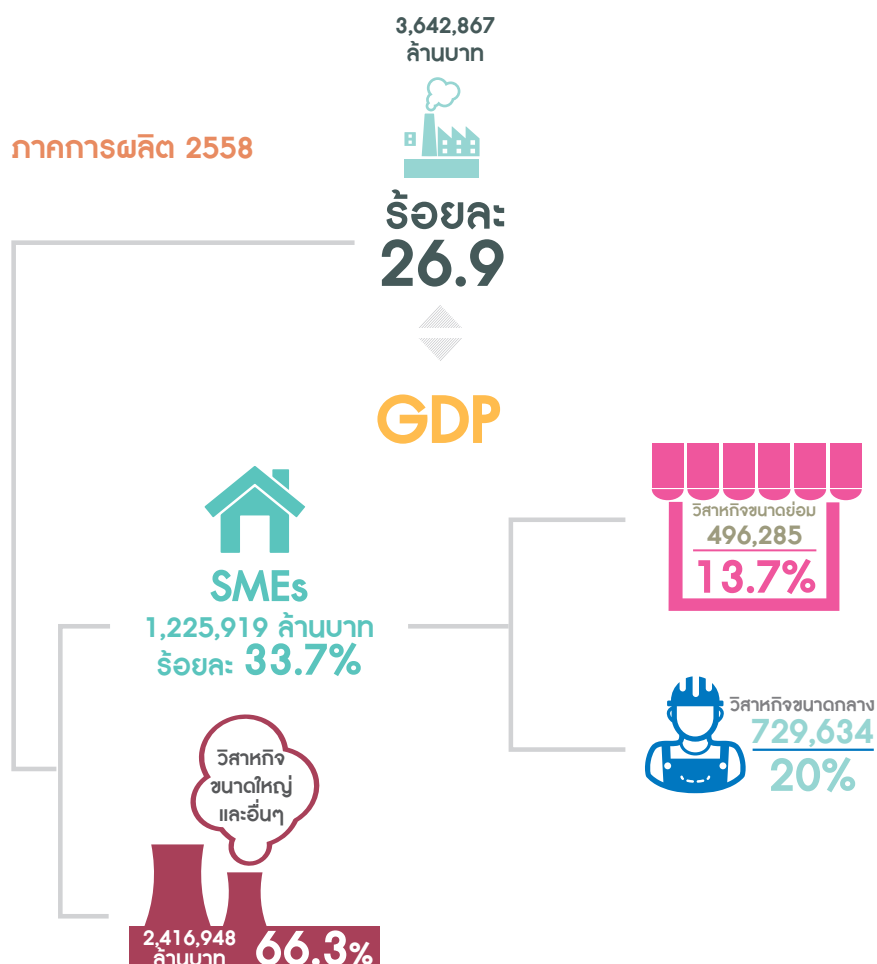 3,642,867
ล้านบาท
ภาคการผลิต 2558
ร้อยละ
26.9
GDP
SMEs
1,225,919 ล้านบาท
ร้อยละ 33.7%
วิสาหกิจขนาดย่อม
496,285
13.7%
วิสาหกิจขนาดกลาง
729,634
20%
วิสาหกิจ
ขนาดใหญ่
และอื่นๆ
2,416,948
ล้านบาท
66.3%